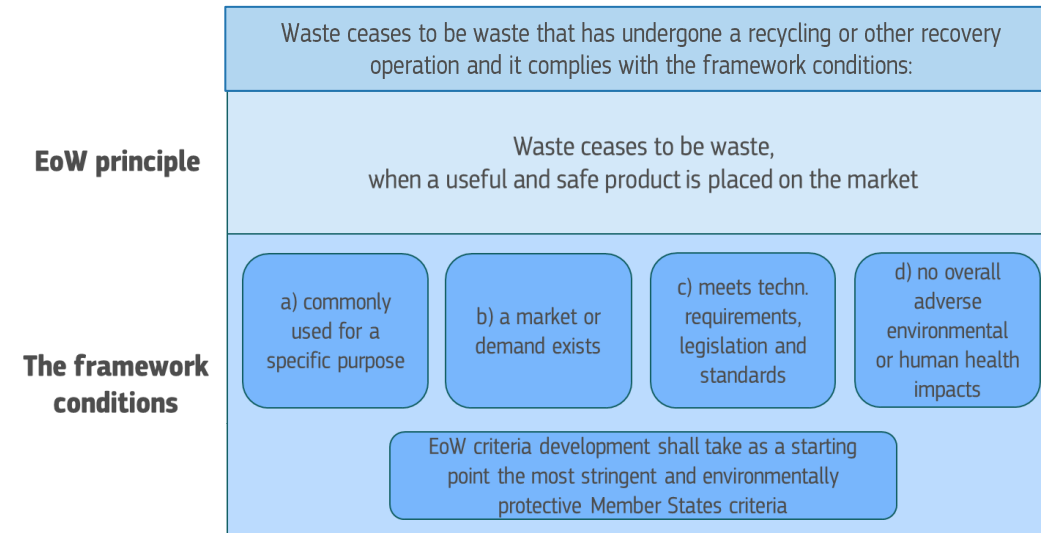 Waste ceases to be waste that has undergone a recycling or other recovery
operation and it complies with the framework conditions:
EoW principle
Waste ceases to be waste,
when a useful and safe product is placed on the market
The framework
conditions
a) commonly
used for a
specific purpose
b) a market or
demand exists
c) meets techn.
requirements,
legislation and
standards
d) no overall
adverse
environmental
or human health
impacts
EoW criteria development shall take as a starting
point the most stringent and environmentally
protective Member States criteria